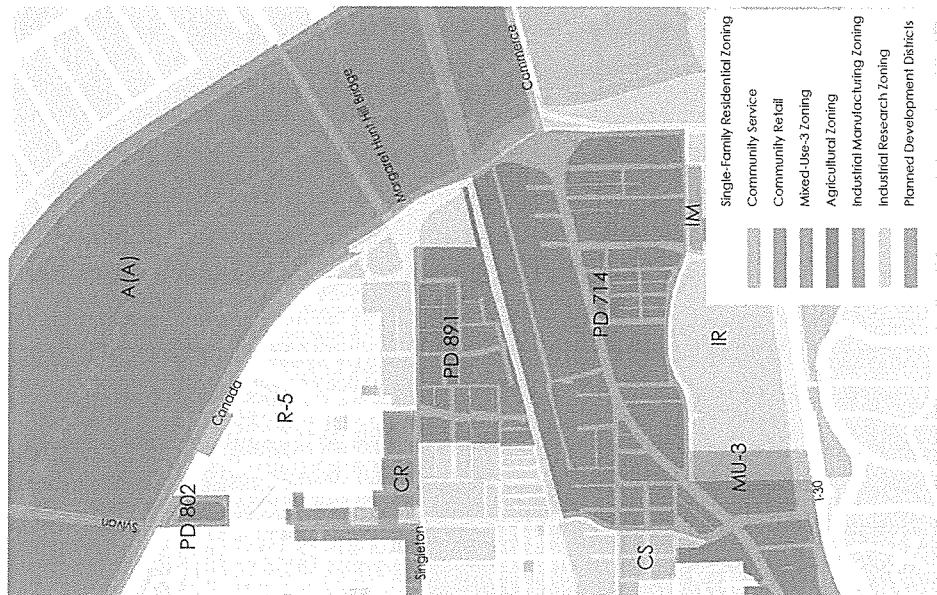 Commerce
Margaret Hunt Hill Bridge
A(A)
Canada
R-5
Sylvan
PD 802
CR
PD 891
Singleton
PD 714
IM
IR
MU-3
CS
I-30
Single-Family Residential Zoning
Community Service
Community Retail
Mixed-Use-3 Zoning
Agricultural Zoning
Industrial Manufacturing Zoning
Industrial Research Zoning
Planned Development Districts